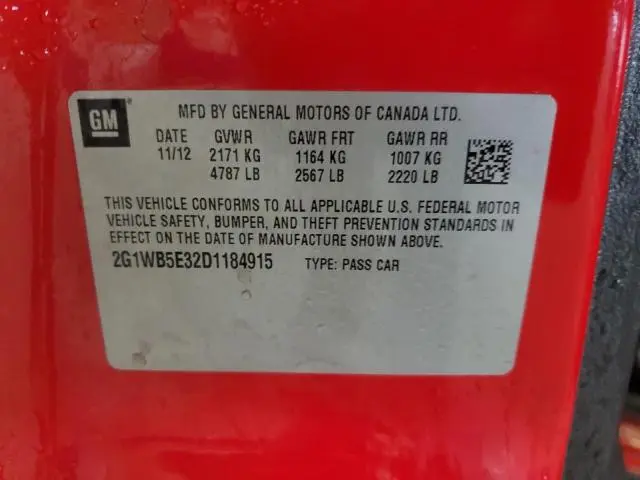 GM
MFD BY GENERAL MOTORS OF CANADA LTD.
DATE GVWR GAWR FRT GAWR RR
11/12 2171 KG 1164 KG 1007 KG
4787 LB 2567 LB 2220 LB
THIS VEHICLE CONFORMS TO ALL APPLICABLE U.S. FEDERAL MOTOR
VEHICLE SAFETY, BUMPER, AND THEFT PREVENTION STANDARDS IN
EFFECT ON THE DATE OF MANUFACTURE SHOWN ABOVE.
2G1WB5E32D1184915 TYPE: PASS CAR